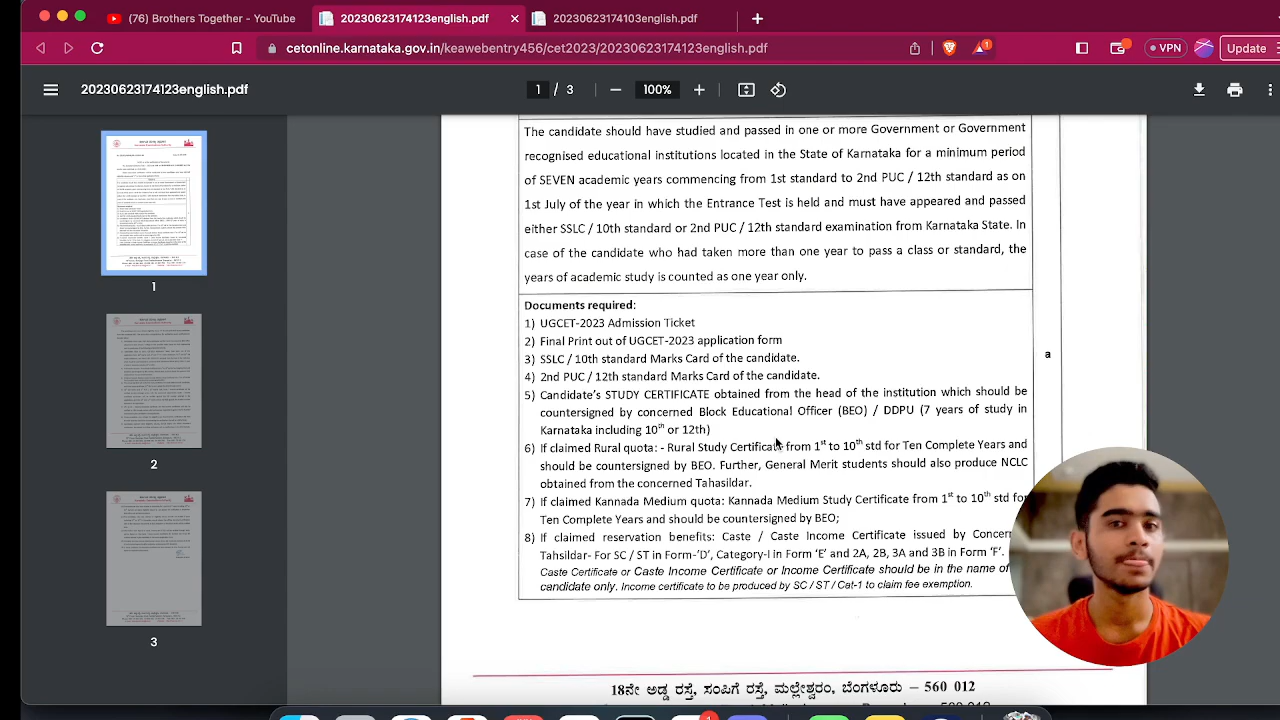 (76) Brothers Together - YouTube
20230623174123english.pdf
20230623174103english.pdf
cetonline.karnataka.gov.in/keawebentry456/cet2023/20230623174123english.pdf
1
VPN
Update
20230623174123english.pdf
1 / 3
100%
The candidate should have studied and passed in one or more Government or Government
recognized educational institutions located in the State of Karnataka for a minimum period
of SEVEN academic years commencing from 1st standard to 2nd PUC / 12th standard as on
1st July of the year in which the Entrance Test is held, must have appeared and passed
either 10th standard or 2nd PUC / 12th standard examination from Karnataka state. In
case of the candidate who has taken more than one year to pass a class or standard, the
years of academic study is counted as one year only.
Documents required:
1) UGCET-23 Admission Ticket
2) Final print out of UGCET-2023 application form
3) SSLC / 10th Standard Marks Card of the candidate.
4) 2nd PUC / 12th Standard Marks Card of the candidate.
5) STUDY CERTIFICATE obtained from the head of the institution which should be
countersigned by concerned Block Educational Officer (BEO) / DDPU (7 years of study in
Karnataka including 10th or 12th)
6) If claimed Rural quota: - Rural Study Certificate from 1st to 10th std for Ten Complete Years and
should be countersigned by BEO. Further, General Merit students should also produce NCLC
obtained from the concerned Tahasildar.
7) If Kannada Medium quota: Kannada Medium Study Certificate from 1st to 10th std for
Ten complete years and should be countersigned by BEO.
8) If claimed reservation benefits: Caste / Caste Income Certificate issued by Concer
Tahsildar- For SC / ST in Form-'D', Category-I in Form 'E' and 2A, 2B, 3A and 3B in Form 'F'.
Caste Certificate or Caste Income Certificate or Income Certificate should be in the name of
candidate only. Income certificate to be produced by SC / ST / Cat-1 to claim fee exemption.
18ನೇ ಅಡ್ಡ ರಸ್ತೆ, ಸಂಪಿಗೆ ರಸ್ತೆ, ಮಲ್ಲೇಶ್ವರಂ, ಬೆಂಗಳೂರು – 560 012
1
2
3